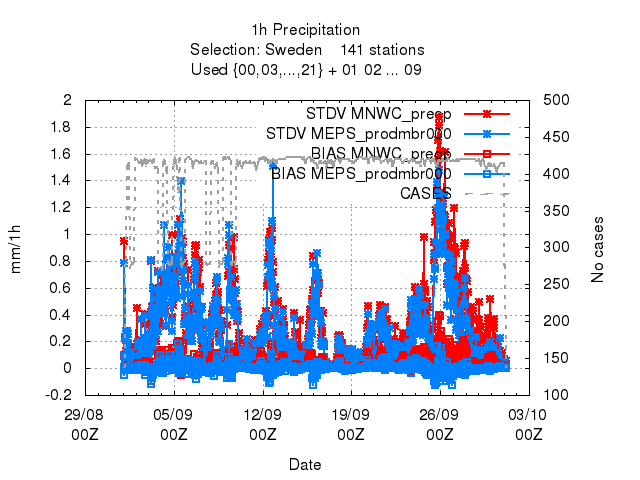 1h Precipitation
Selection: Sweden 141 stations
Used {00,03,...,21} + 01 02 ... 09
STDV MNWC_precp
STDV MEPS_prodmbr000
BIAS MNWC_precp
BIAS MEPS_prodmbr000
CASES
2
1.8
1.6
1.4
1.2
1
0.8
0.6
0.4
0.2
0
-0.2
mm/1h
500
450
400
350
300
250
200
150
100
No cases
29/08 05/09 12/09 19/09 26/09 03/10
00Z 00Z 00Z 00Z 00Z 00Z
Date